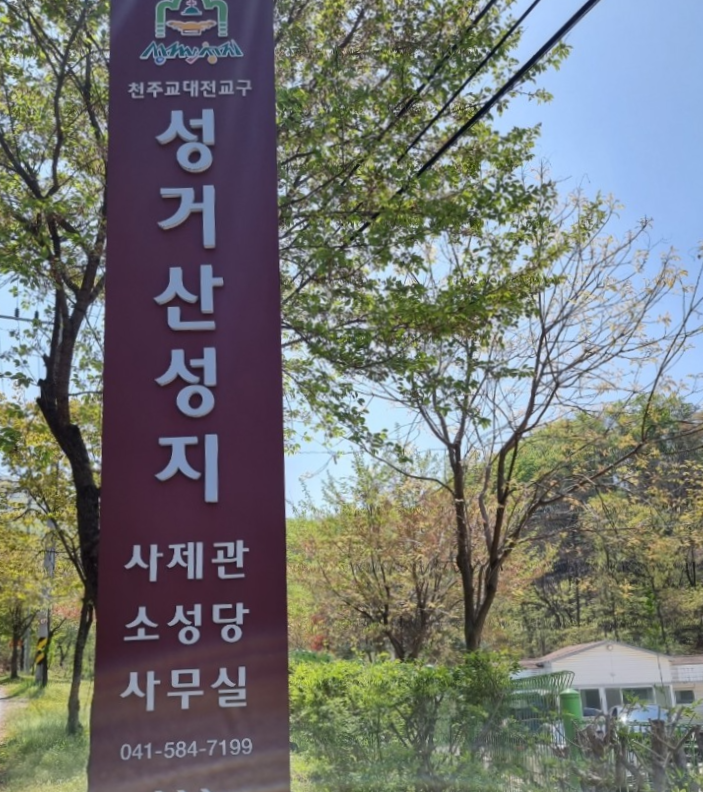 천주교대전교구
성거산성지
사제관
소성당
사무실
041-584-7199